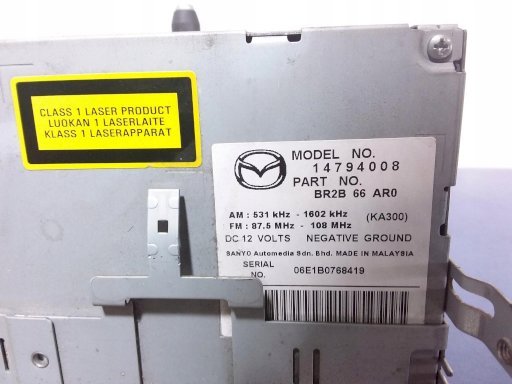 CLASS 1 LASER PRODUCT
LUOKAN 1 LASERLAITE
KLASS 1 LASERAPPARAT
MODEL NO.
14794008
PART NO.
BR2B 66 AR0
AM : 531 kHz - 1602 kHz (KA300)
FM : 87.5 MHz - 108 MHz
DC 12 VOLTS NEGATIVE GROUND
SANYO Automedia Sdn. Bhd. MADE IN MALAYSIA
SERIAL
NO. 06E1B0768419